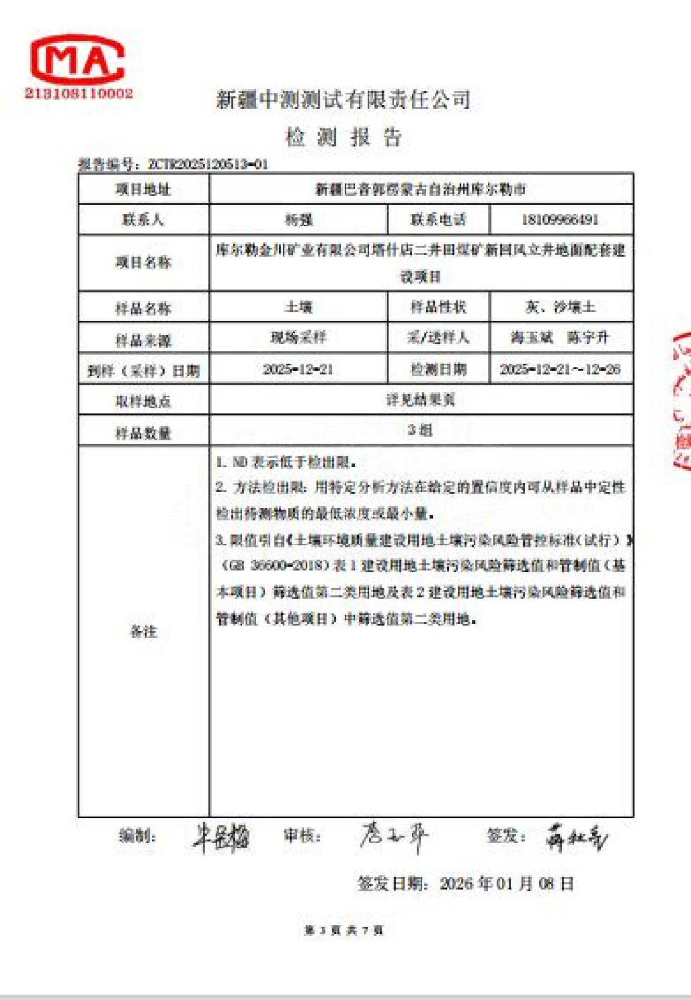 CMA
213108110002
新疆中测测试有限责任公司
检 测 报 告
报告编号：ZCTR2025120513-01
项目地址 新疆巴音郭楞蒙古自治州库尔勒市
联系人 杨强 联系电话 18109966491
项目名称 库尔勒金川矿业有限公司塔什店二井田煤矿新回风立井地面配套建
设项目
样品名称 土壤 样品性状 灰、沙壤土
样品来源 现场采样 采/送样人 海玉斌 陈宇升
到样（采样）日期 2025-12-21 检测日期 2025-12-21～12-26
取样地点 详见结果页
样品数量 3 组
备注
1. ND 表示低于检出限。
2. 方法检出限：用特定分析方法在给定的置信度内可从样品中定性
检出待测物质的最低浓度或最小量。
3.限值引自《土壤环境质量建设用地土壤污染风险管控标准(试行）》
（GB 36600-2018）表 1 建设用地土壤污染风险筛选值和管制值（基
本项目）筛选值第二类用地及表 2 建设用地土壤污染风险筛选值和
管制值（其他项目）中筛选值第二类用地。
编制： 审核： 签发：
签发日期：2026 年 01 月 08 日
第 3 页 共 7 页